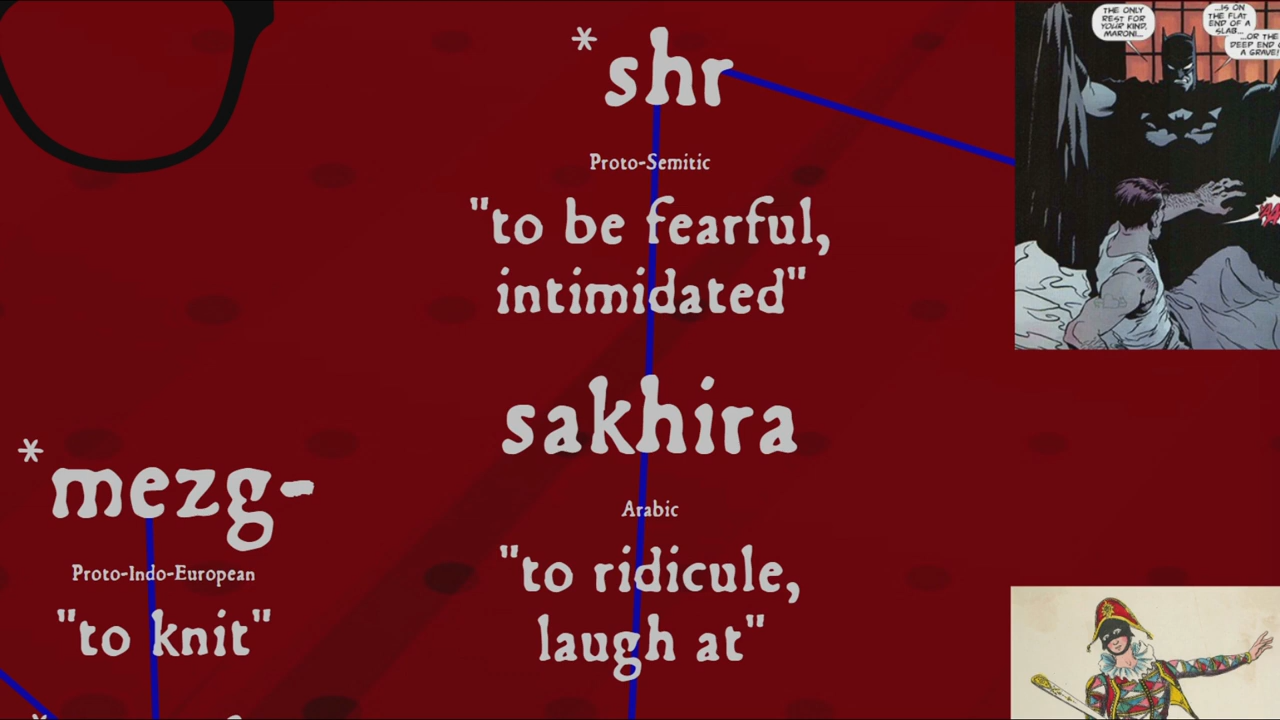 * shr
Proto-Semitic
"to be fearful,
intimidated"
sakhira
Arabic
"to ridicule,
laugh at"
*mezg-
Proto-Indo-European
"to knit"
THE ONLY
REST FOR
YOUR KIND,
MARONI...
...IS ON
THE FLAT
END OF A
SLAB...
...OR THE
DEEP END O
A GRAVE!